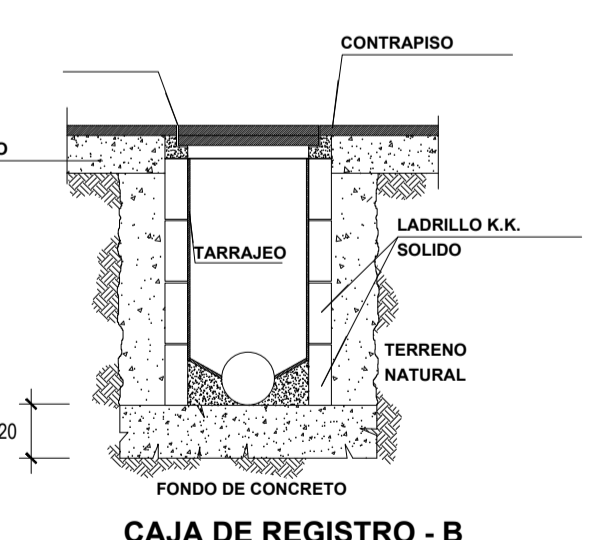 CONTRAPISO
O
TARRAJEO
LADRILLO K.K.
SOLIDO
TERRENO
NATURAL
20
FONDO DE CONCRETO
CAJA DE REGISTRO - B